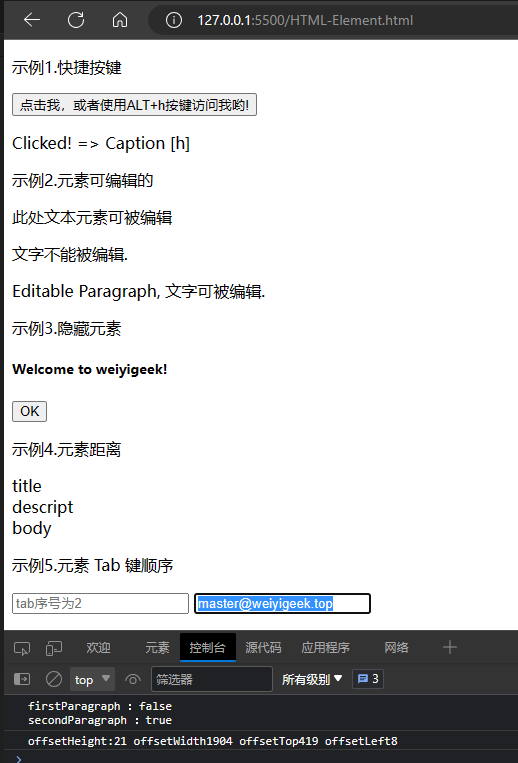 127.0.0.1:5500/HTML-Element.html
示例1.快捷按键
点击我，或者使用ALT+h按键访问我哟!
Clicked! => Caption [h]
示例2.元素可编辑的
此处文本元素可被编辑
文字不能被编辑.
Editable Paragraph, 文字可被编辑.
示例3.隐藏元素
Welcome to weiyigeek!
OK
示例4.元素距离
title
descript
body
示例5.元素 Tab 键顺序
tab序号为2 master@weiyigeek.top
欢迎 元素 控制台 源代码 应用程序 网络
top 筛选器 所有级别 3
firstParagraph : false
secondParagraph : true
offsetHeight:21 offsetWidth1904 offsetTop419 offsetLeft8